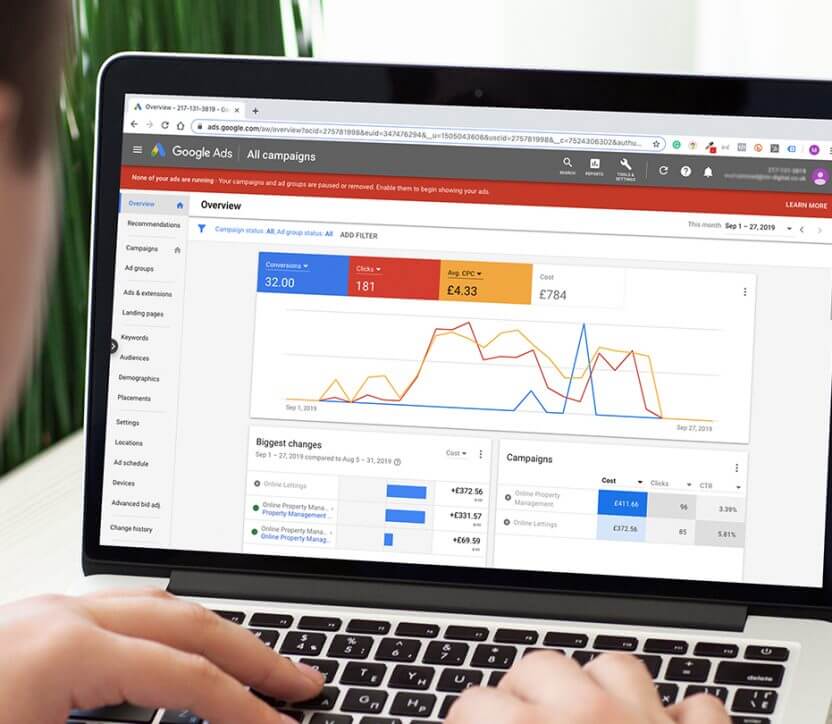 Overview - 217-131-3819 - Go
ads.google.com/aw/overview?ocid=275781998&euid=347476294&__u=1505043608&uscid=275781998&__c=7524306302&authu...
Google Ads
All campaigns
SEARCH
REPORTS
TOOLS & SETTINGS
217-131-3819
None of your ads are running - Your campaigns and ad groups are paused or removed. Enable them to begin showing your ads.
LEARN MORE
Overview
Recommendations
Campaigns
Ad groups
Ads & extensions
Landing pages
Keywords
Audiences
Demographics
Placements
Settings
Locations
Ad schedule
Devices
Advanced bid adj
Change history
Overview
This month Sep 1 – 27, 2019
Campaign status: All, Ad group status: All ADD FILTER
Conversions
32.00
Clicks
181
Avg. CPC
£4.33
Cost
£784
Sep 1, 2019
Sep 27, 2019
Biggest changes
Sep 1 – 27, 2019 compared to Aug 5 – 31, 2019
Cost
Online Lettings
+£372.56
Online Property Mana...
Property Management ...
+£331.57
Online Property Mana...
Online Property Manag...
+£69.59
Campaigns
Cost Clicks CTR
Online Property Management £411.66 96 3.39%
Online Lettings £372.56 85 5.81%
delete